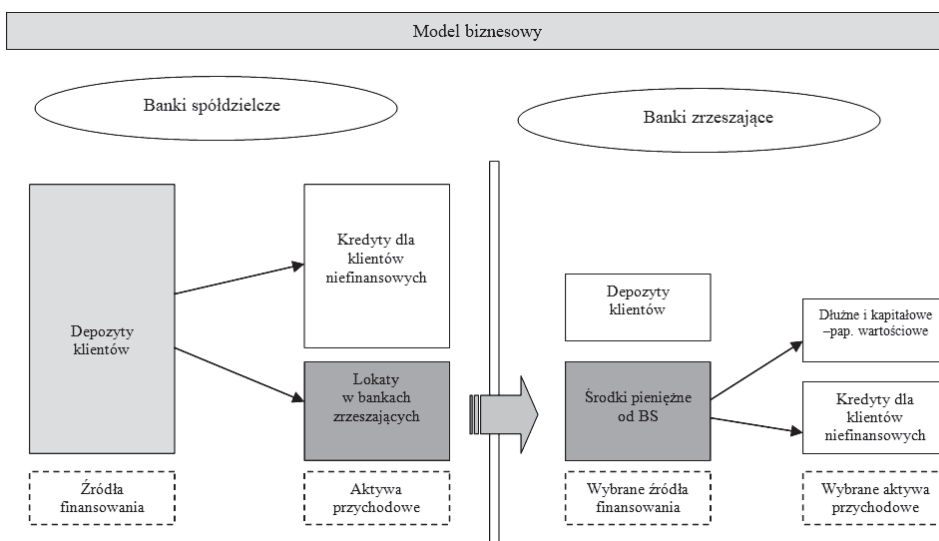 Model biznesowy
Banki spółdzielcze
Banki zrzeszające
Depozyty
klientów
Kredyty dla
klientów
niefinansowych
Lokaty
w bankach
zrzeszających
Źródła
finansowania
Aktywa
przychodowe
Depozyty
klientów
Środki pieniężne
od BS
Dłużne i kapitałowe
–pap. wartościowe
Kredyty dla
klientów
niefinansowych
Wybrane źródła
finansowania
Wybrane aktywa
przychodowe